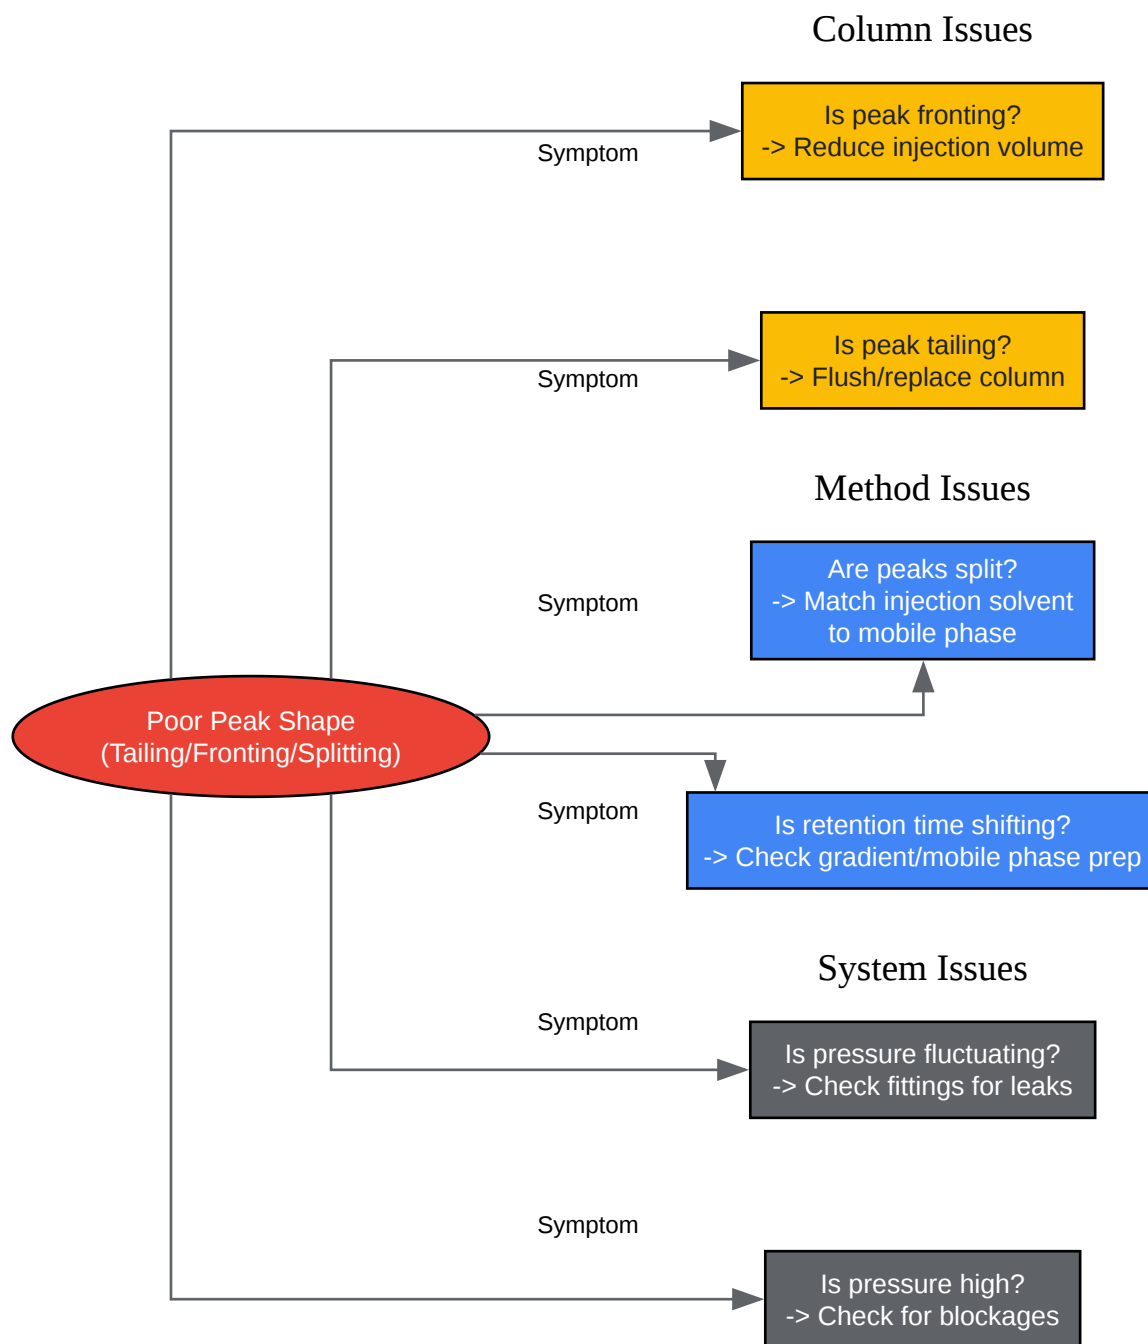 Column Issues
Is peak fronting?
-> Reduce injection volume
Symptom
Is peak tailing?
-> Flush/replace column
Symptom
Method Issues
Are peaks split?
-> Match injection solvent
to mobile phase
Symptom
Poor Peak Shape
(Tailing/Fronting/Splitting)
Symptom
Is retention time shifting?
-> Check gradient/mobile phase prep
System Issues
Symptom
Is pressure fluctuating?
-> Check fittings for leaks
Symptom
Is pressure high?
-> Check for blockages